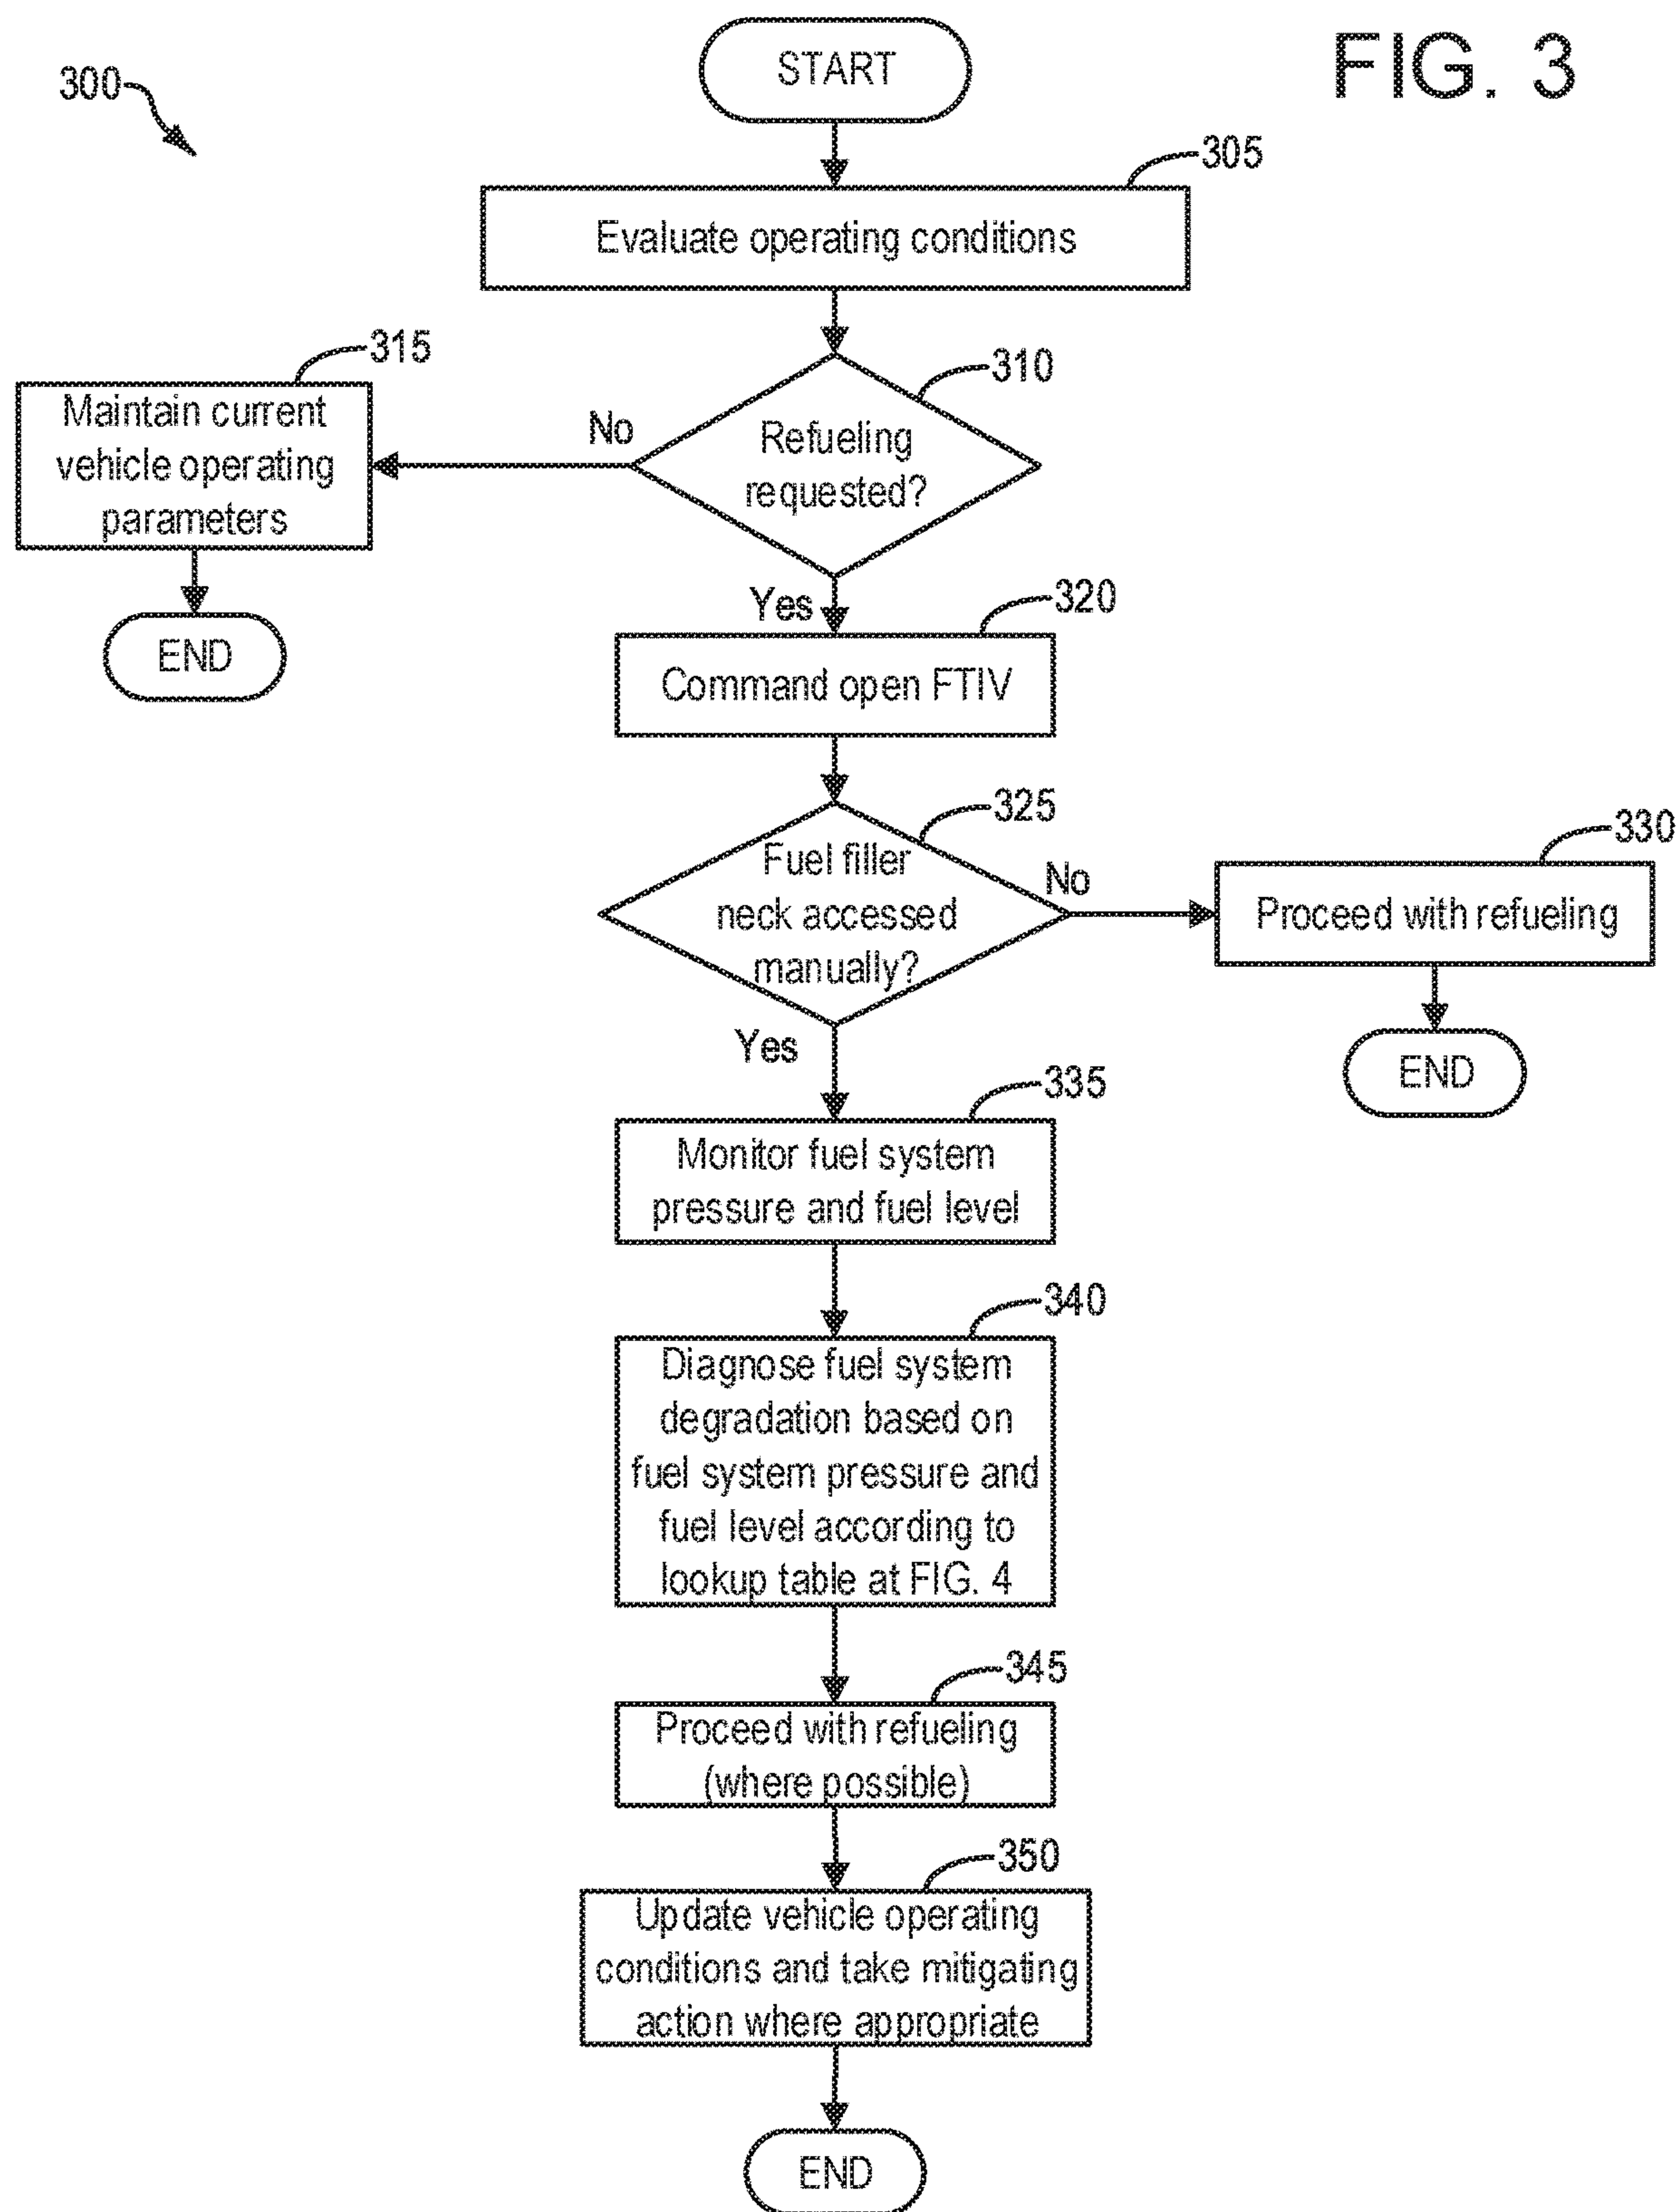 FIG. 3
300
START
305
Evaluate operating conditions
310
Refueling
requested?
No
315
Maintain current
vehicle operating
parameters
END
Yes
320
Command open FTIV
325
Fuel filler
neck accessed
manually?
No
330
Proceed with refueling
END
Yes
335
Monitor fuel system
pressure and fuel level
340
Diagnose fuel system
degradation based on
fuel system pressure and
fuel level according to
lookup table at FIG. 4
345
Proceed with refueling
(where possible)
350
Update vehicle operating
conditions and take mitigating
action where appropriate
END